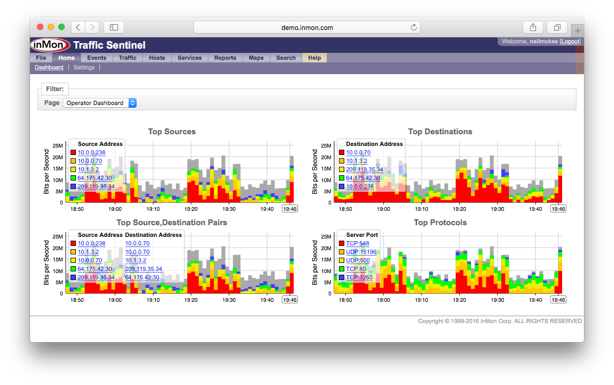 demo.inmon.com
inMon Traffic Sentinel
Welcome, neilmckee [Logout]
File Home Events Traffic Hosts Services Reports Maps Search Help
Dashboard | Settings |
Filter:
Page Operator Dashboard
Top Sources
Source Address
10.0.0.238
10.0.0.70
10.1.3.2
64.175.42.30
209.119.35.34
Bits per Second
25M
20M
15M
10M
5M
0
18:50 19:00 19:10 19:20 19:30 19:40 19:46
Top Destinations
Destination Address
10.0.0.70
10.1.3.2
209.119.35.34
64.175.42.30
10.0.0.238
Bits per Second
25M
20M
15M
10M
5M
0
18:50 19:00 19:10 19:20 19:30 19:40 19:46
Top Source,Destination Pairs
Source Address Destination Address
10.0.0.238 10.0.0.70
10.1.3.2 10.0.0.70
10.0.0.70 10.1.3.2
64.175.42.30 209.119.35.34
209.119.35.34 64.175.42.30
Bits per Second
25M
20M
15M
10M
5M
0
18:50 19:00 19:10 19:20 19:30 19:40 19:46
Top Protocols
Server Port
TCP:548
UDP:15196
UDP:500
TCP:80
TCP:3260
Bits per Second
25M
20M
15M
10M
5M
0
18:50 19:00 19:10 19:20 19:30 19:40 19:46
Copyright © 1999-2016 InMon Corp. ALL RIGHTS RESERVED